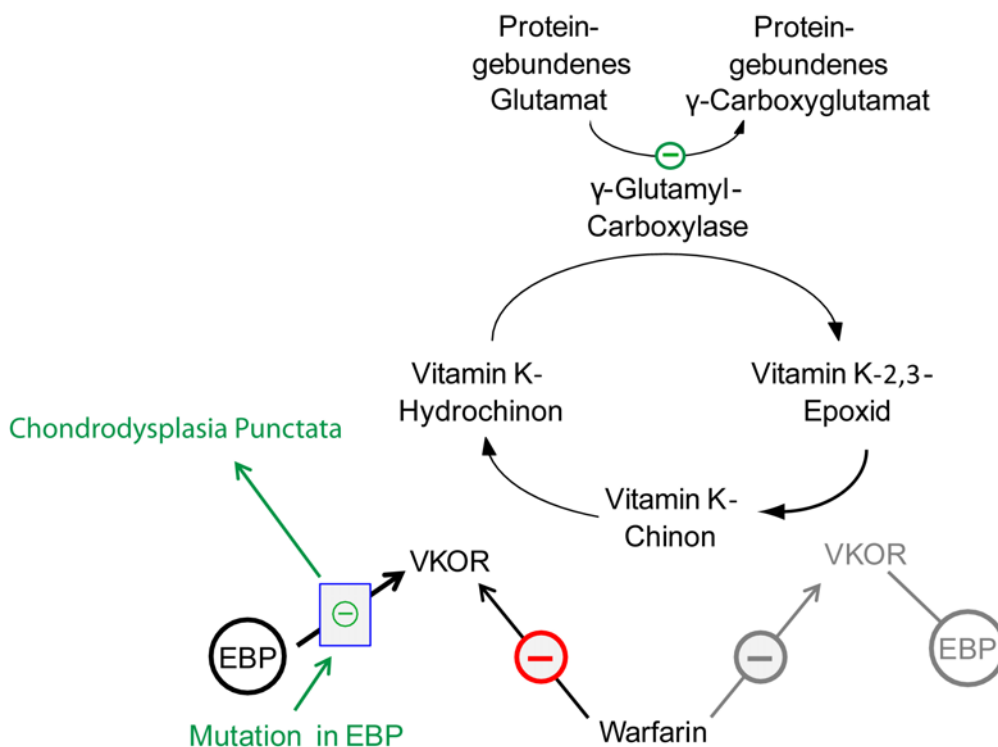 Protein-
gebundenes
Glutamat
Protein-
gebundenes
γ-Carboxyglutamat
γ-Glutamyl-
Carboxylase
Vitamin K-
Hydrochinon
Vitamin K-2,3-
Epoxid
Chondrodysplasia Punctata
Vitamin K-
Chinon
VKOR
VKOR
EBP
EBP
Mutation in EBP
Warfarin